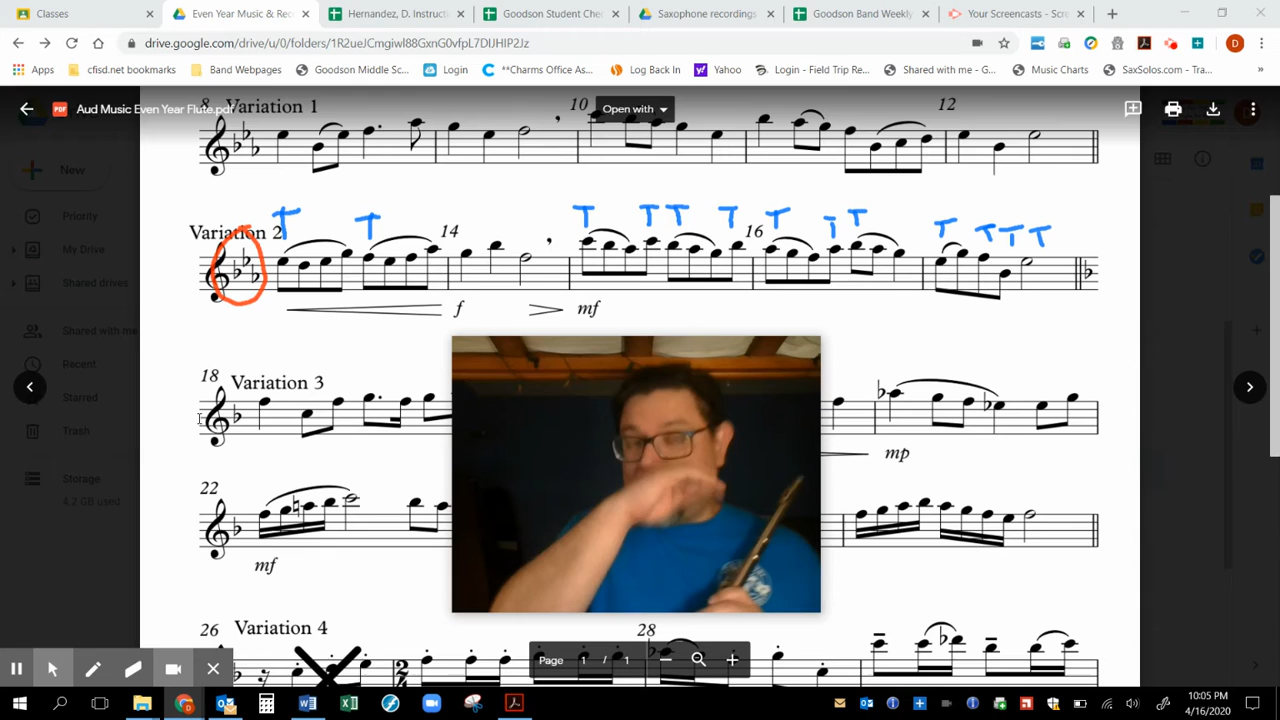 Classes
Even Year Music & Rec
Hernandez, D. Instruct
Goodson Student Che
Saxophone recordings
Goodson Band Weekly
Your Screencasts - Scre
drive.google.com/drive/u/0/folders/1R2ueJCmgiwl88GxnG0vfpL7DIJHIP2Jz
D
Apps
cfisd.net bookmarks
Band Webpages
Goodson Middle Sc...
Login
**Charms Office As...
Log Back In
Yahoo
Login - Field Trip Re...
Shared with me - G...
Music Charts
SaxSolos.com - Tra...
Aud Music Even Year Flute.pdf
Open with
8 Variation 1
10
12
New
Priority
My Drive
Shared drives
Shared with me
Recent
Starred
Trash
Storage
4.2 GB used
T T T T T T T T T T T T T
Variation 2
14
16
f
mf
18
Variation 3
mp
22
mf
26 Variation 4
28
2
4
Page 1 / 1
10:05 PM
4/16/2020